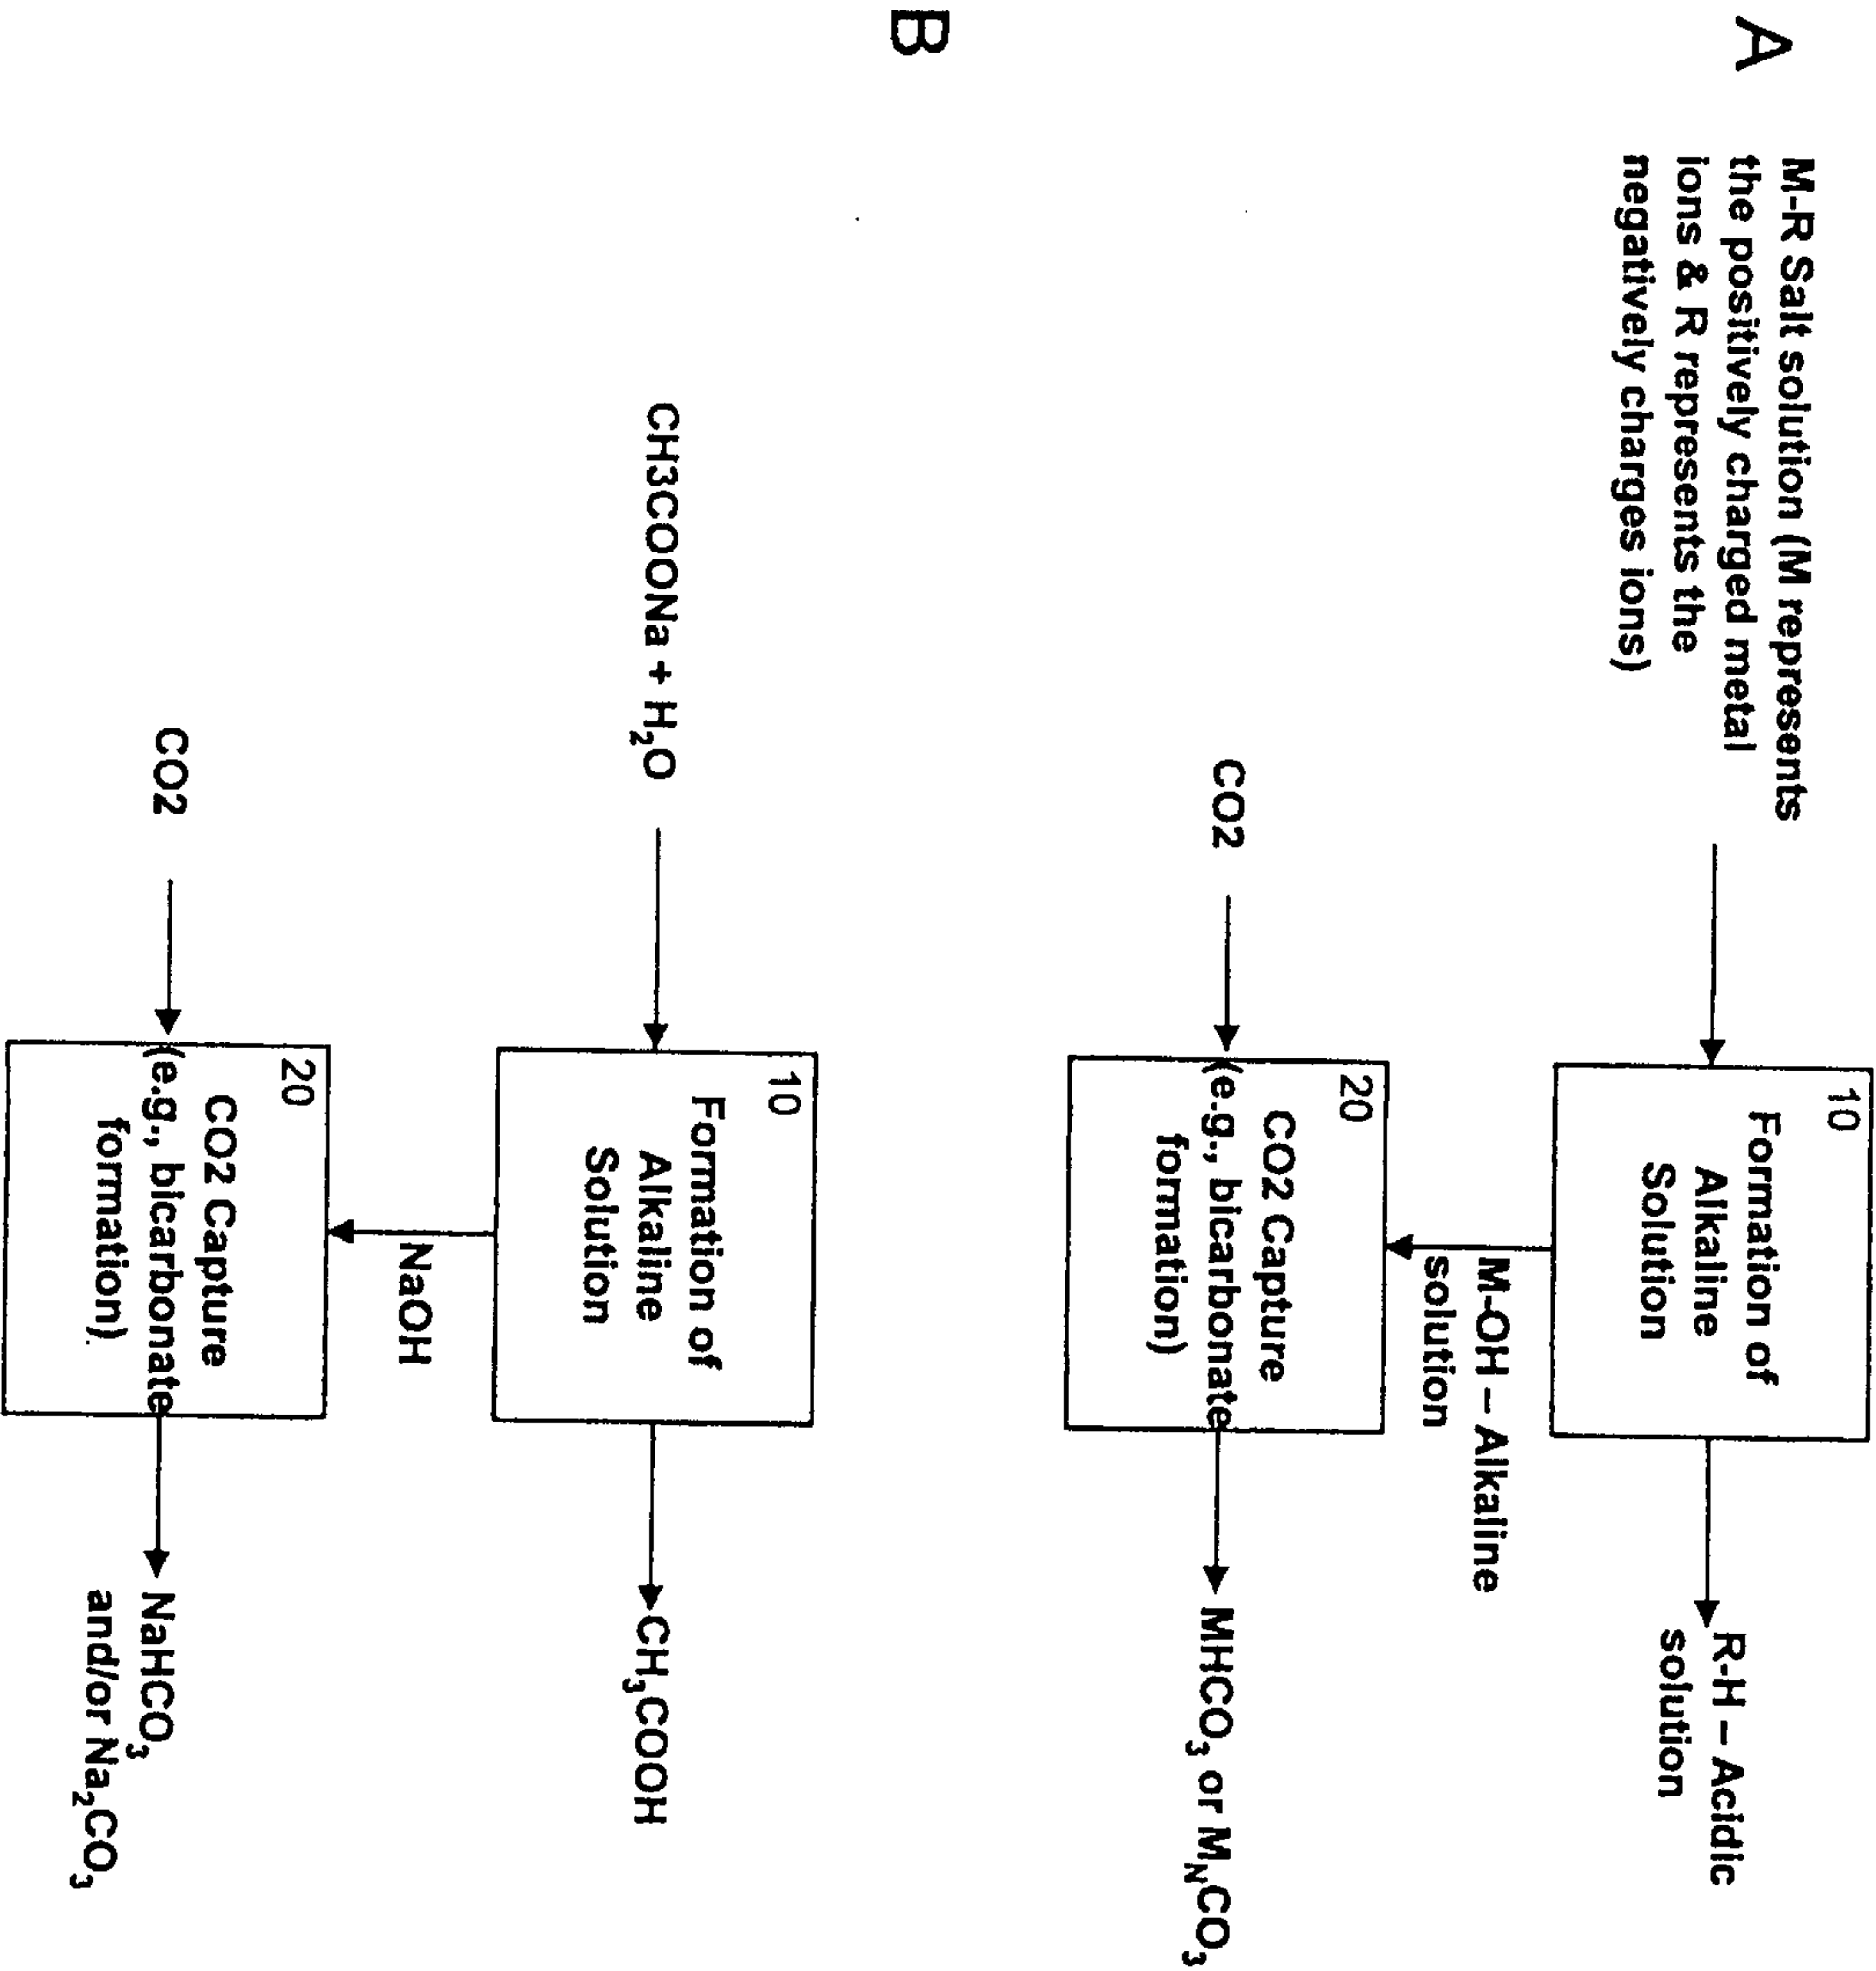 A
M-R Salt solution (M represents
the positively charged metal
ions & R represents the
negatively charges ions)
10
Formation of
Alkaline
Solution
R-H – Acidic
solution
M-OH – Alkaline
solution
CO2
20
CO2 Capture
(e.g., bicarbonate
formation)
MHCO₃ or M_NCO₃
B
CH3COONa + H₂O
10
Formation of
Alkaline
Solution
CH₃COOH
NaOH
CO2
20
CO2 Capture
(e.g., bicarbonate
formation)
NaHCO₃
and/or Na₂CO₃